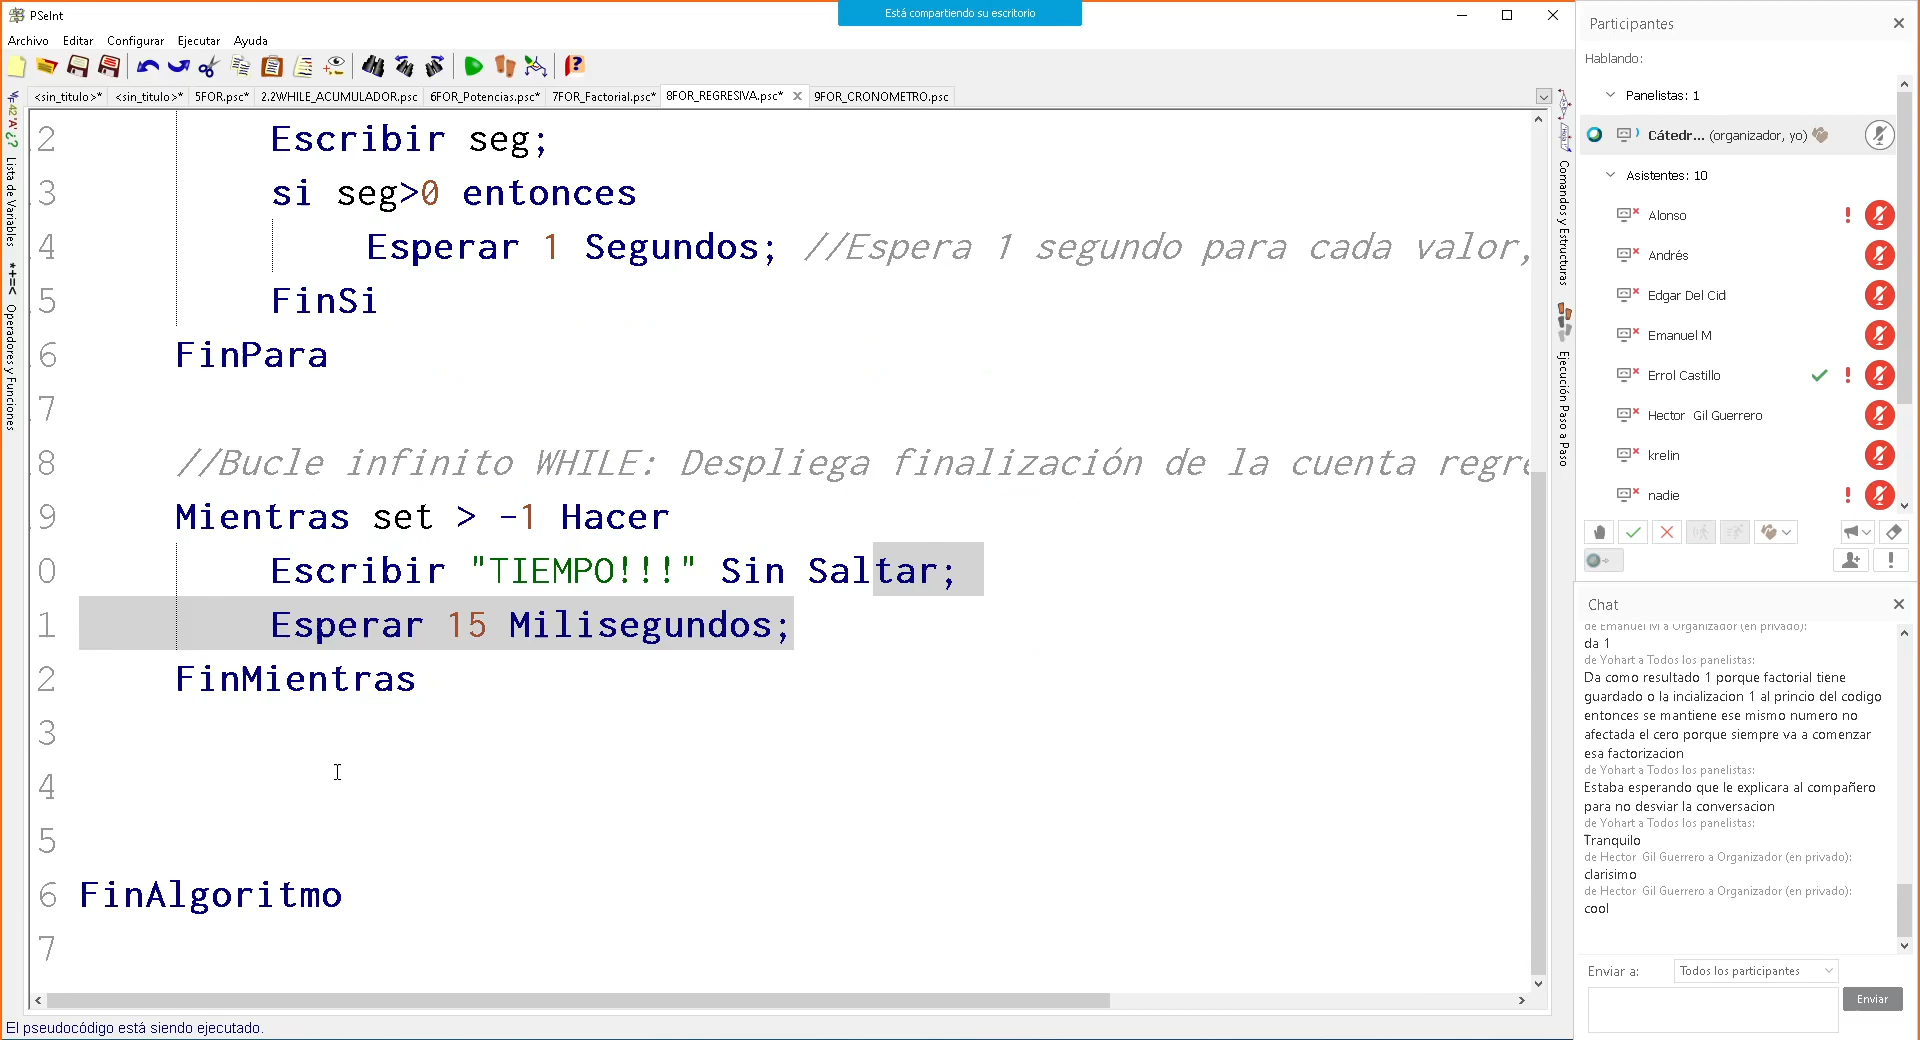 PSeInt
Está compartiendo su escritorio
Archivo Editar Configurar Ejecutar Ayuda
<sin_titulo>* <sin_titulo>* 5FOR.psc* 2.2WHILE_ACUMULADOR.psc 6FOR_Potencias.psc* 7FOR_Factorial.psc* 8FOR_REGRESIVA.psc* 9FOR_CRONOMETRO.psc
Lista de Variables
Operadores y Funciones
2 Escribir seg;
3 si seg>0 entonces
4 Esperar 1 Segundos; //Espera 1 segundo para cada valor,
5 FinSi
6 FinPara
7
8 //Bucle infinito WHILE: Despliega finalización de la cuenta regre
9 Mientras set > -1 Hacer
0 Escribir "TIEMPO!!!" Sin Saltar;
1 Esperar 15 Milisegundos;
2 FinMientras
3
4
5
6 FinAlgoritmo
7
El pseudocódigo está siendo ejecutado.
Comandos y Estructuras
Ejecución Paso a Paso
Participantes
Hablando:
Panelistas: 1
Cátedr... (organizador, yo)
Asistentes: 10
Alonso
Andrés
Edgar Del Cid
Emanuel M
Errol Castillo
Hector Gil Guerrero
krelin
nadie
Chat
de Emanuel M a Organizador (en privado):
da 1
de Yohart a Todos los panelistas:
Da como resultado 1 porque factorial tiene
guardado o la incialization 1 al princio del codigo
entonces se mantiene ese mismo numero no
afectada el cero porque siempre va a comenzar
esa factorizacion
de Yohart a Todos los panelistas:
Estaba esperando que le explicara al compañero
para no desviar la conversacion
de Yohart a Todos los panelistas:
Tranquilo
de Hector Gil Guerrero a Organizador (en privado):
clarisimo
de Hector Gil Guerrero a Organizador (en privado):
cool
Enviar a: Todos los participantes
Enviar